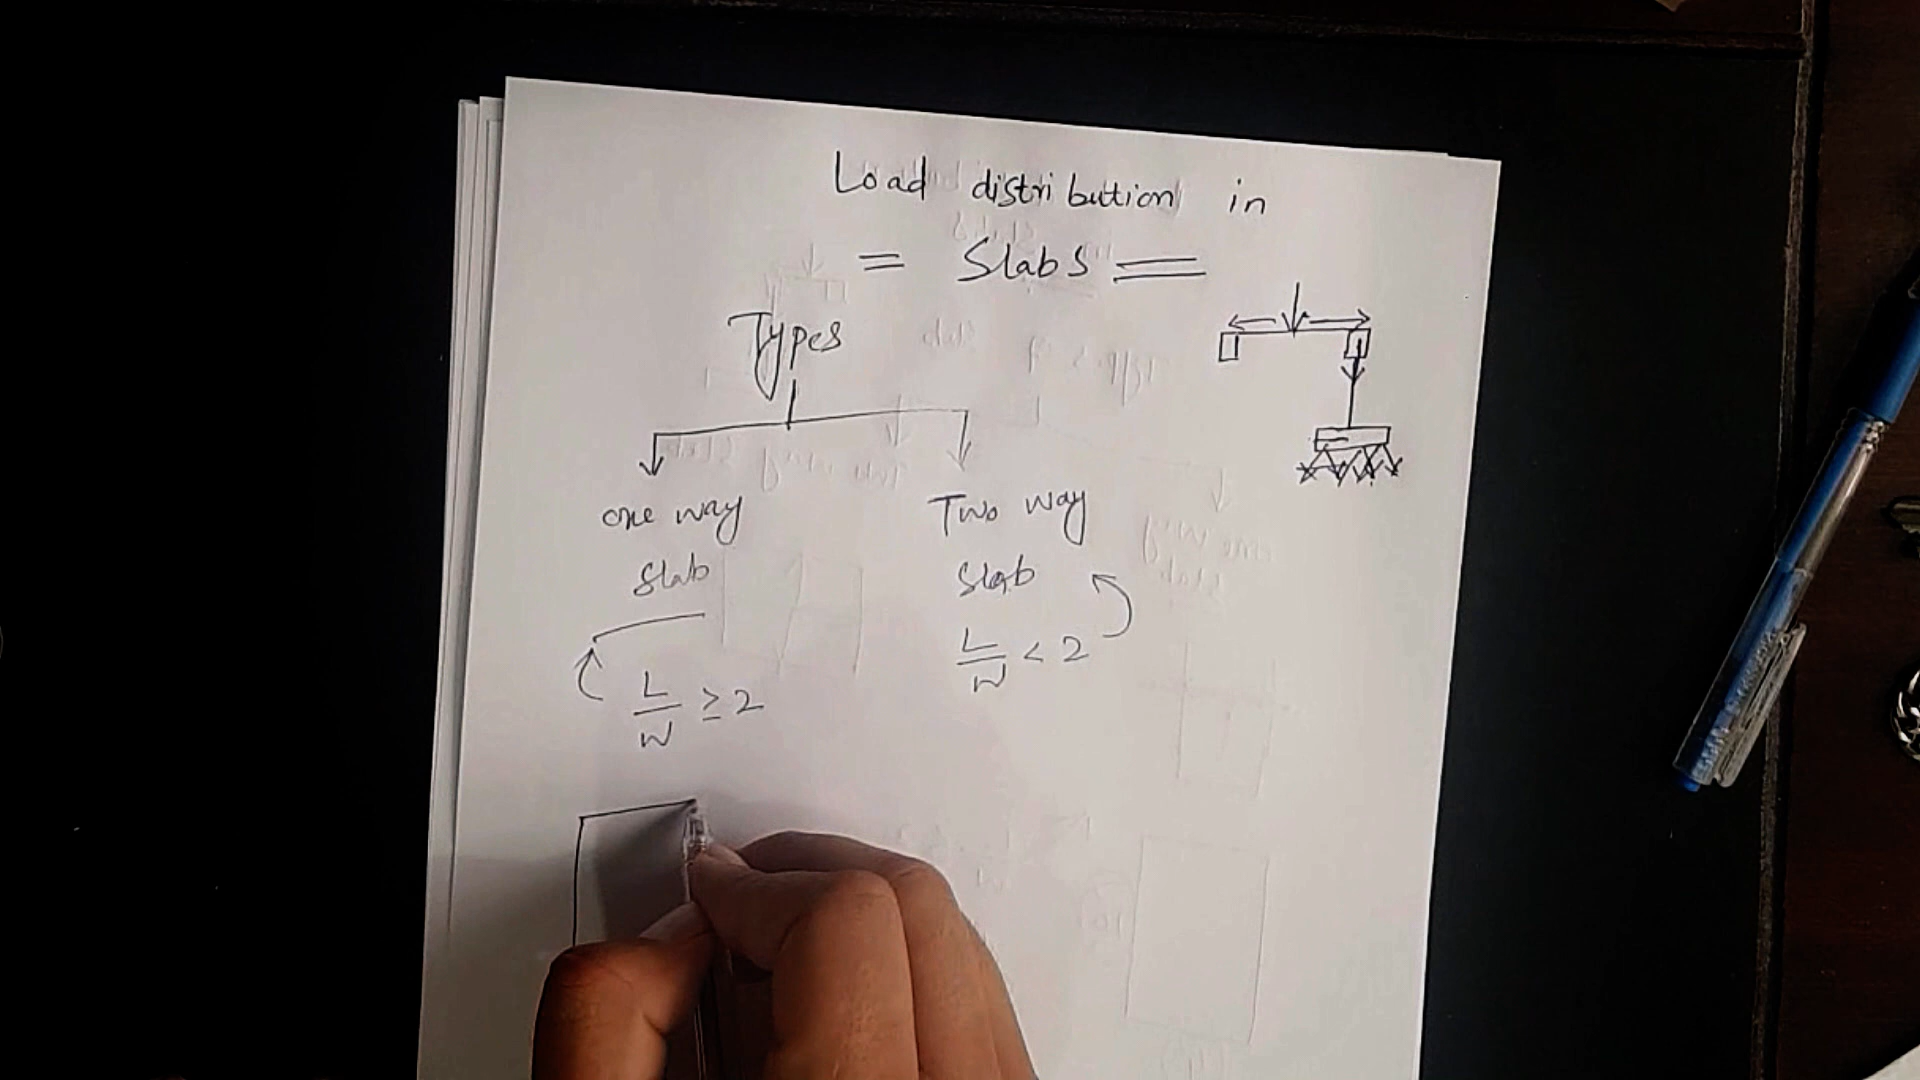 Load distribution in
= Slabs =
Types
one way
Slab
L/W ≥ 2
Two way
Slab
L/W < 2